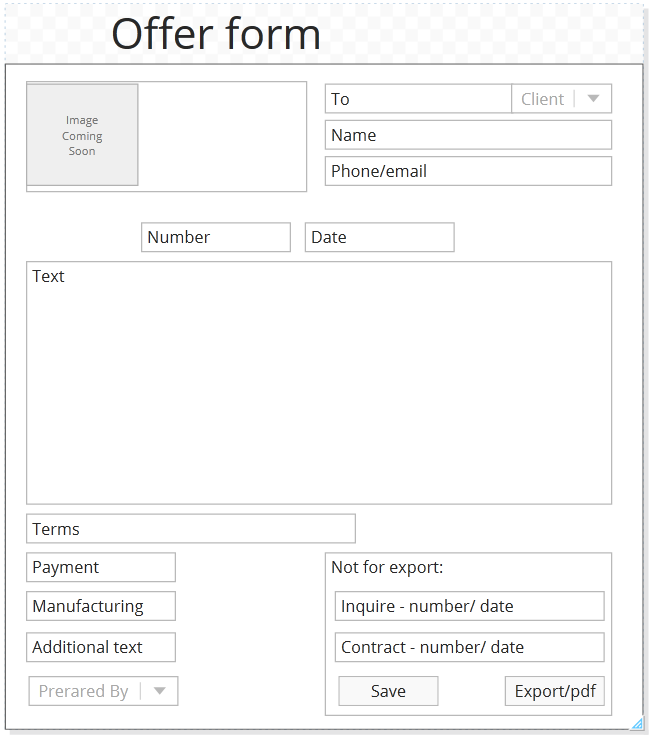 Offer form
Image
Coming
Soon
To
Client
Name
Phone/email
Number
Date
Text
Terms
Payment
Manufacturing
Additional text
Prerared By
Not for export:
Inquire - number/ date
Contract - number/ date
Save
Export/pdf